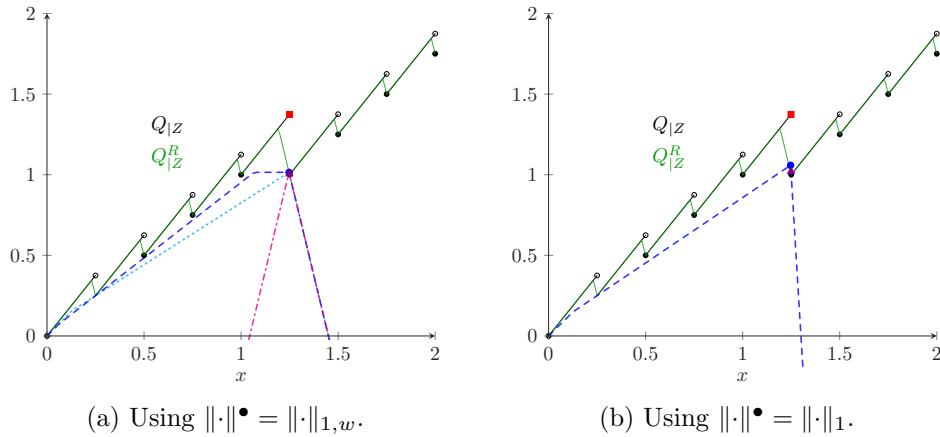 2
1.5
1
0.5
0
0 0.5 1 1.5 2
x
Q_{|Z}
Q^R_{|Z}
(a) Using ‖·‖^● = ‖·‖_{1,w}.
2
1.5
1
0.5
0
0 0.5 1 1.5 2
x
Q_{|Z}
Q^R_{|Z}
(b) Using ‖·‖^● = ‖·‖_1.